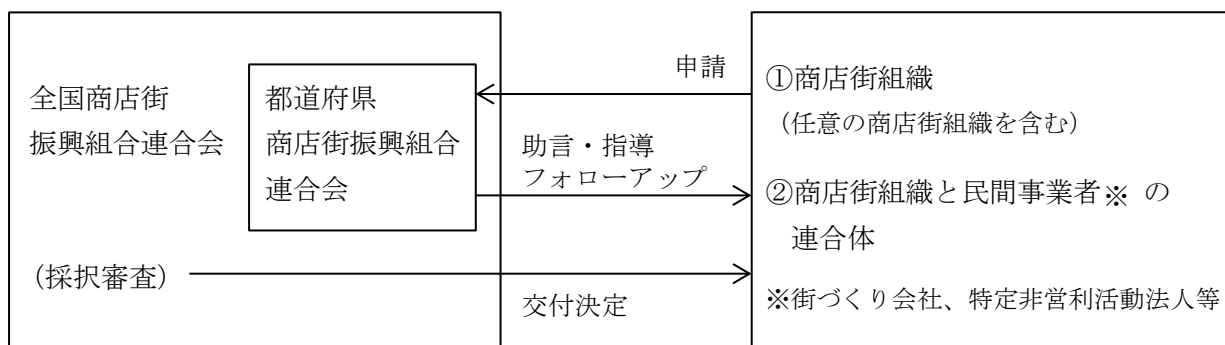 全国商店街
振興組合連合会
都道府県
商店街振興組合
連合会
(採択審査)
申請
助言・指導
フォローアップ
交付決定
①商店街組織
(任意の商店街組織を含む)
②商店街組織と民間事業者※ の
連合体
※街づくり会社、特定非営利活動法人等